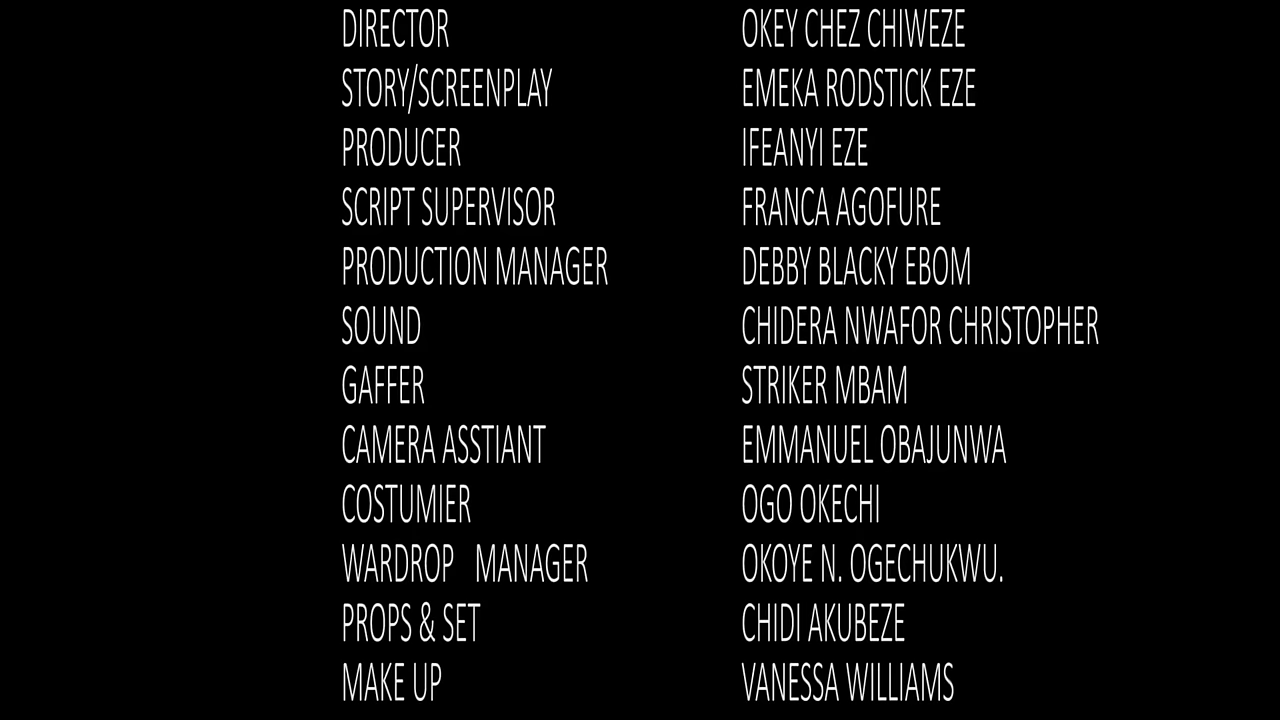 DIRECTOR OKEY CHEZ CHIWEZE
STORY/SCREENPLAY EMEKA RODSTICK EZE
PRODUCER IFEANYI EZE
SCRIPT SUPERVISOR FRANCA AGOFURE
PRODUCTION MANAGER DEBBY BLACKY EBOM
SOUND CHIDERA NWAFOR CHRISTOPHER
GAFFER STRIKER MBAM
CAMERA ASSTIANT EMMANUEL OBAJUNWA
COSTUMIER OGO OKECHI
WARDROP MANAGER OKOYE N. OGECHUKWU.
PROPS & SET CHIDI AKUBEZE
MAKE UP VANESSA WILLIAMS